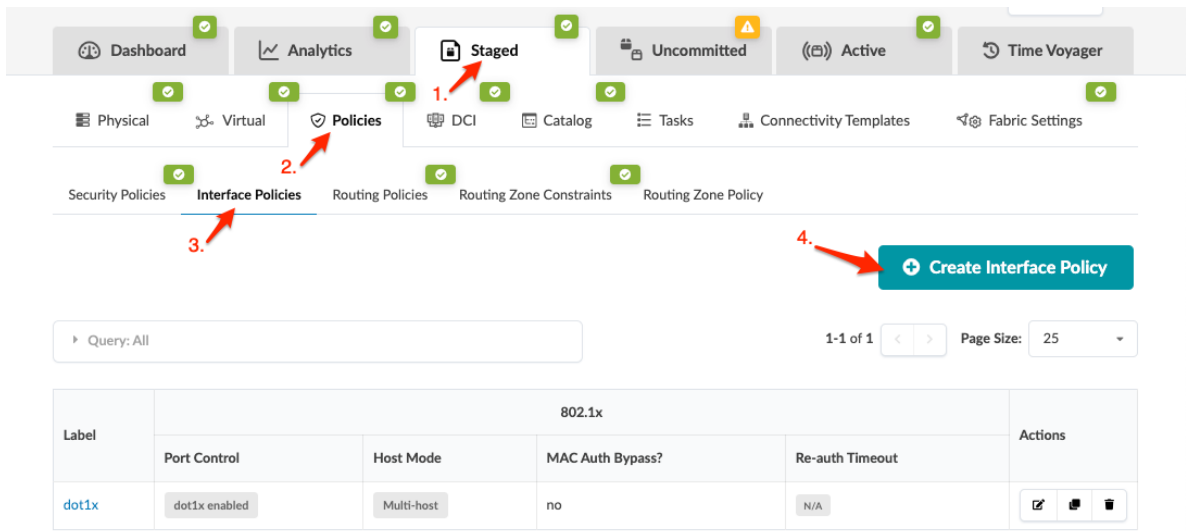 Dashboard Analytics Staged Uncommitted Active Time Voyager
1.
Physical Virtual Policies DCI Catalog Tasks Connectivity Templates Fabric Settings
2.
Security Policies Interface Policies Routing Policies Routing Zone Constraints Routing Zone Policy
3.
4.
Create Interface Policy
Query: All 1-1 of 1 Page Size: 25
Label 802.1x Actions
Port Control Host Mode MAC Auth Bypass? Re-auth Timeout
dot1x dot1x enabled Multi-host no N/A